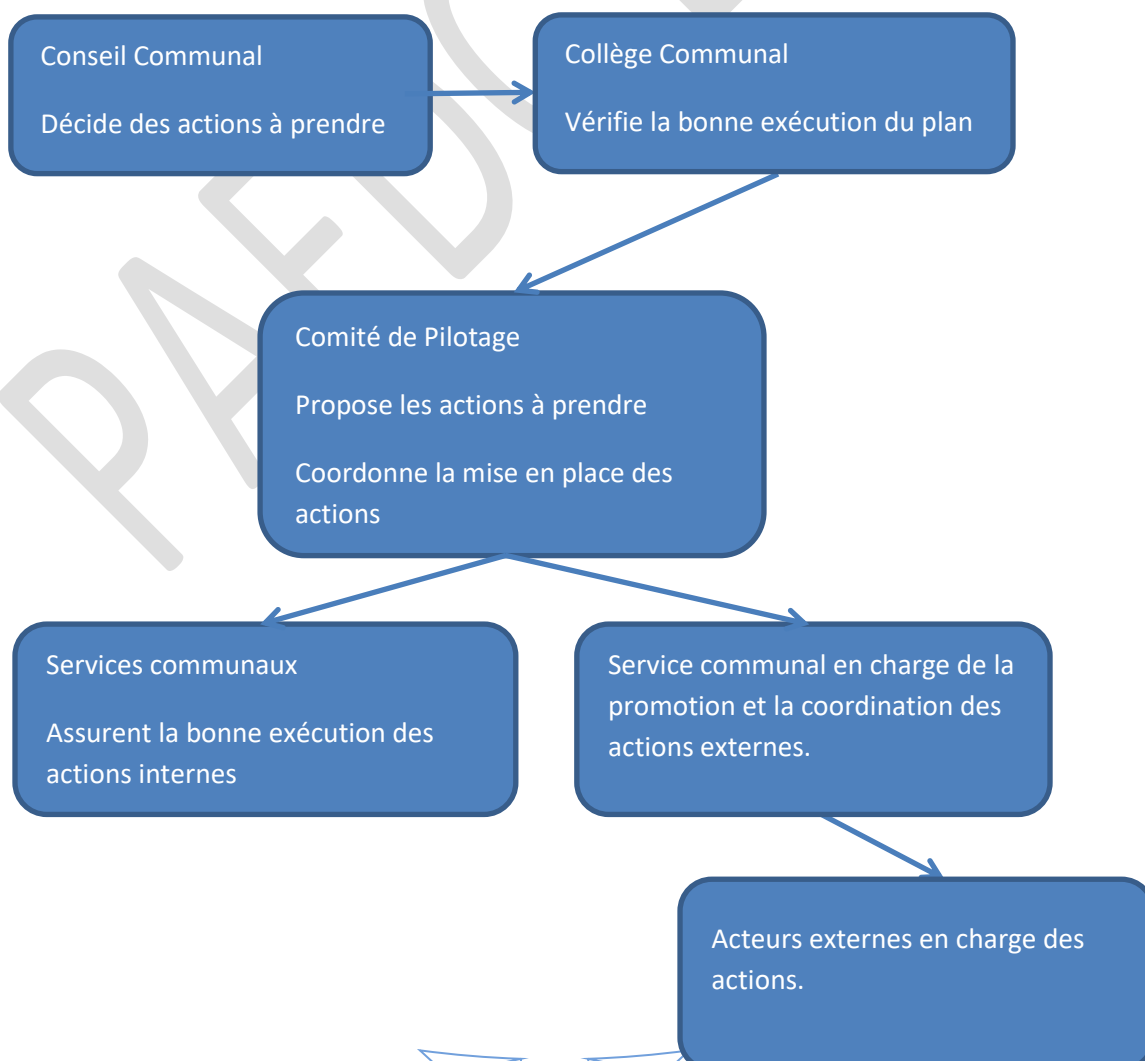 Conseil Communal
Décide des actions à prendre
Collège Communal
Vérifie la bonne exécution du plan
Comité de Pilotage
Propose les actions à prendre
Coordonne la mise en place des
actions
Services communaux
Assurent la bonne exécution des
actions internes
Service communal en charge de la
promotion et la coordination des
actions externes.
Acteurs externes en charge des
actions.